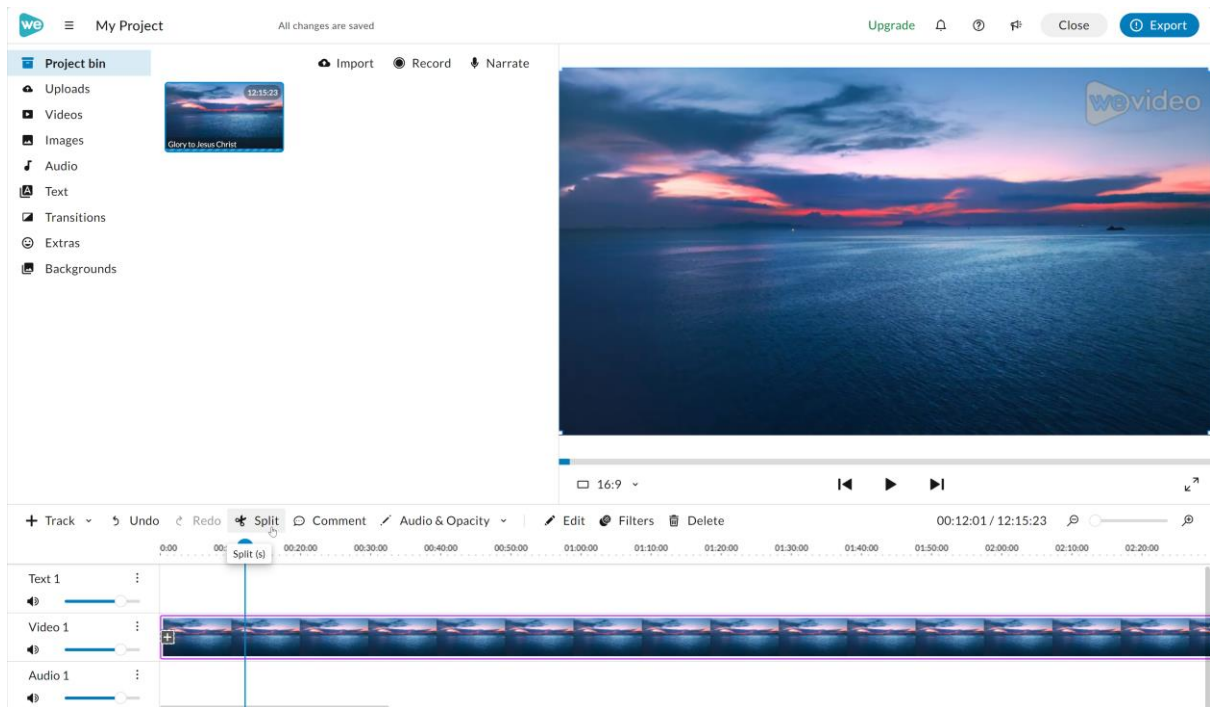 we My Project All changes are saved Upgrade Close Export
Project bin Import Record Narrate
Uploads
Videos
Images
Audio
Text
Transitions
Extras
Backgrounds
12:15:23
Glory to Jesus Christ
wevideo
16:9
+ Track Undo Redo Split Comment Audio & Opacity Edit Filters Delete 00:12:01 / 12:15:23
Split (s)
0:00 00: 00:20:00 00:30:00 00:40:00 00:50:00 01:00:00 01:10:00 01:20:00 01:30:00 01:40:00 01:50:00 02:00:00 02:10:00 02:20:00
Text 1
Video 1
Audio 1